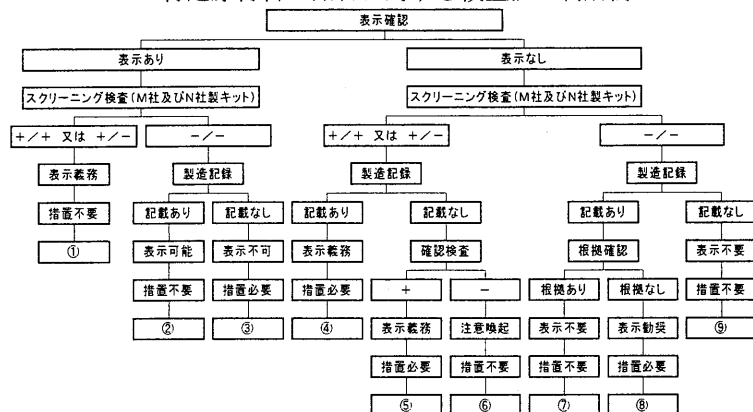 表示確認
表示あり 表示なし
スクリーニング検査(M社及びN社製キット) スクリーニング検査(M社及びN社製キット)
+/+ 又は +/- -/- +/+ 又は +/- -/-
表示義務 製造記録 製造記録 製造記録
措置不要 記載あり 記載なし 記載あり 記載なし 記載あり 記載なし
① 表示可能 表示不可 表示義務 確認検査 根拠確認 表示不要
措置不要 措置必要 措置必要 + - 根拠あり 根拠なし 措置不要
② ③ ④ 表示義務 注意喚起 表示不要 表示勧奨 ⑨
措置必要 措置不要 措置不要 措置必要
⑤ ⑥ ⑦ ⑧